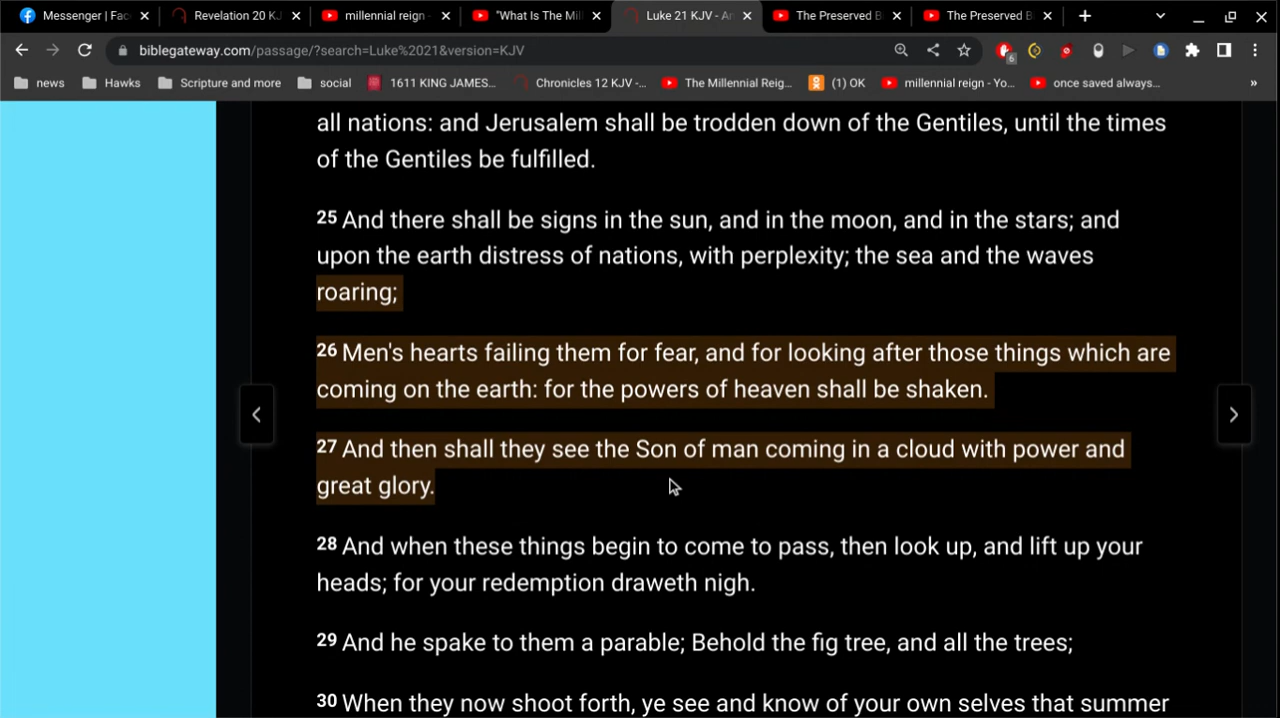 Messenger | Fac
Revelation 20 KJ
millennial reign -
"What Is The Mil
Luke 21 KJV - An
The Preserved B
The Preserved B
biblegateway.com/passage/?search=Luke%2021&version=KJV
6
news
Hawks
Scripture and more
social
1611 KING JAMES...
Chronicles 12 KJV -...
The Millennial Reig...
(1) OK
millennial reign - Yo...
once saved always...
»
all nations: and Jerusalem shall be trodden down of the Gentiles, until the times
of the Gentiles be fulfilled.
25 And there shall be signs in the sun, and in the moon, and in the stars; and
upon the earth distress of nations, with perplexity; the sea and the waves
roaring;
26 Men's hearts failing them for fear, and for looking after those things which are
coming on the earth: for the powers of heaven shall be shaken.
27 And then shall they see the Son of man coming in a cloud with power and
great glory.
28 And when these things begin to come to pass, then look up, and lift up your
heads; for your redemption draweth nigh.
29 And he spake to them a parable; Behold the fig tree, and all the trees;
30 When they now shoot forth, ye see and know of your own selves that summer